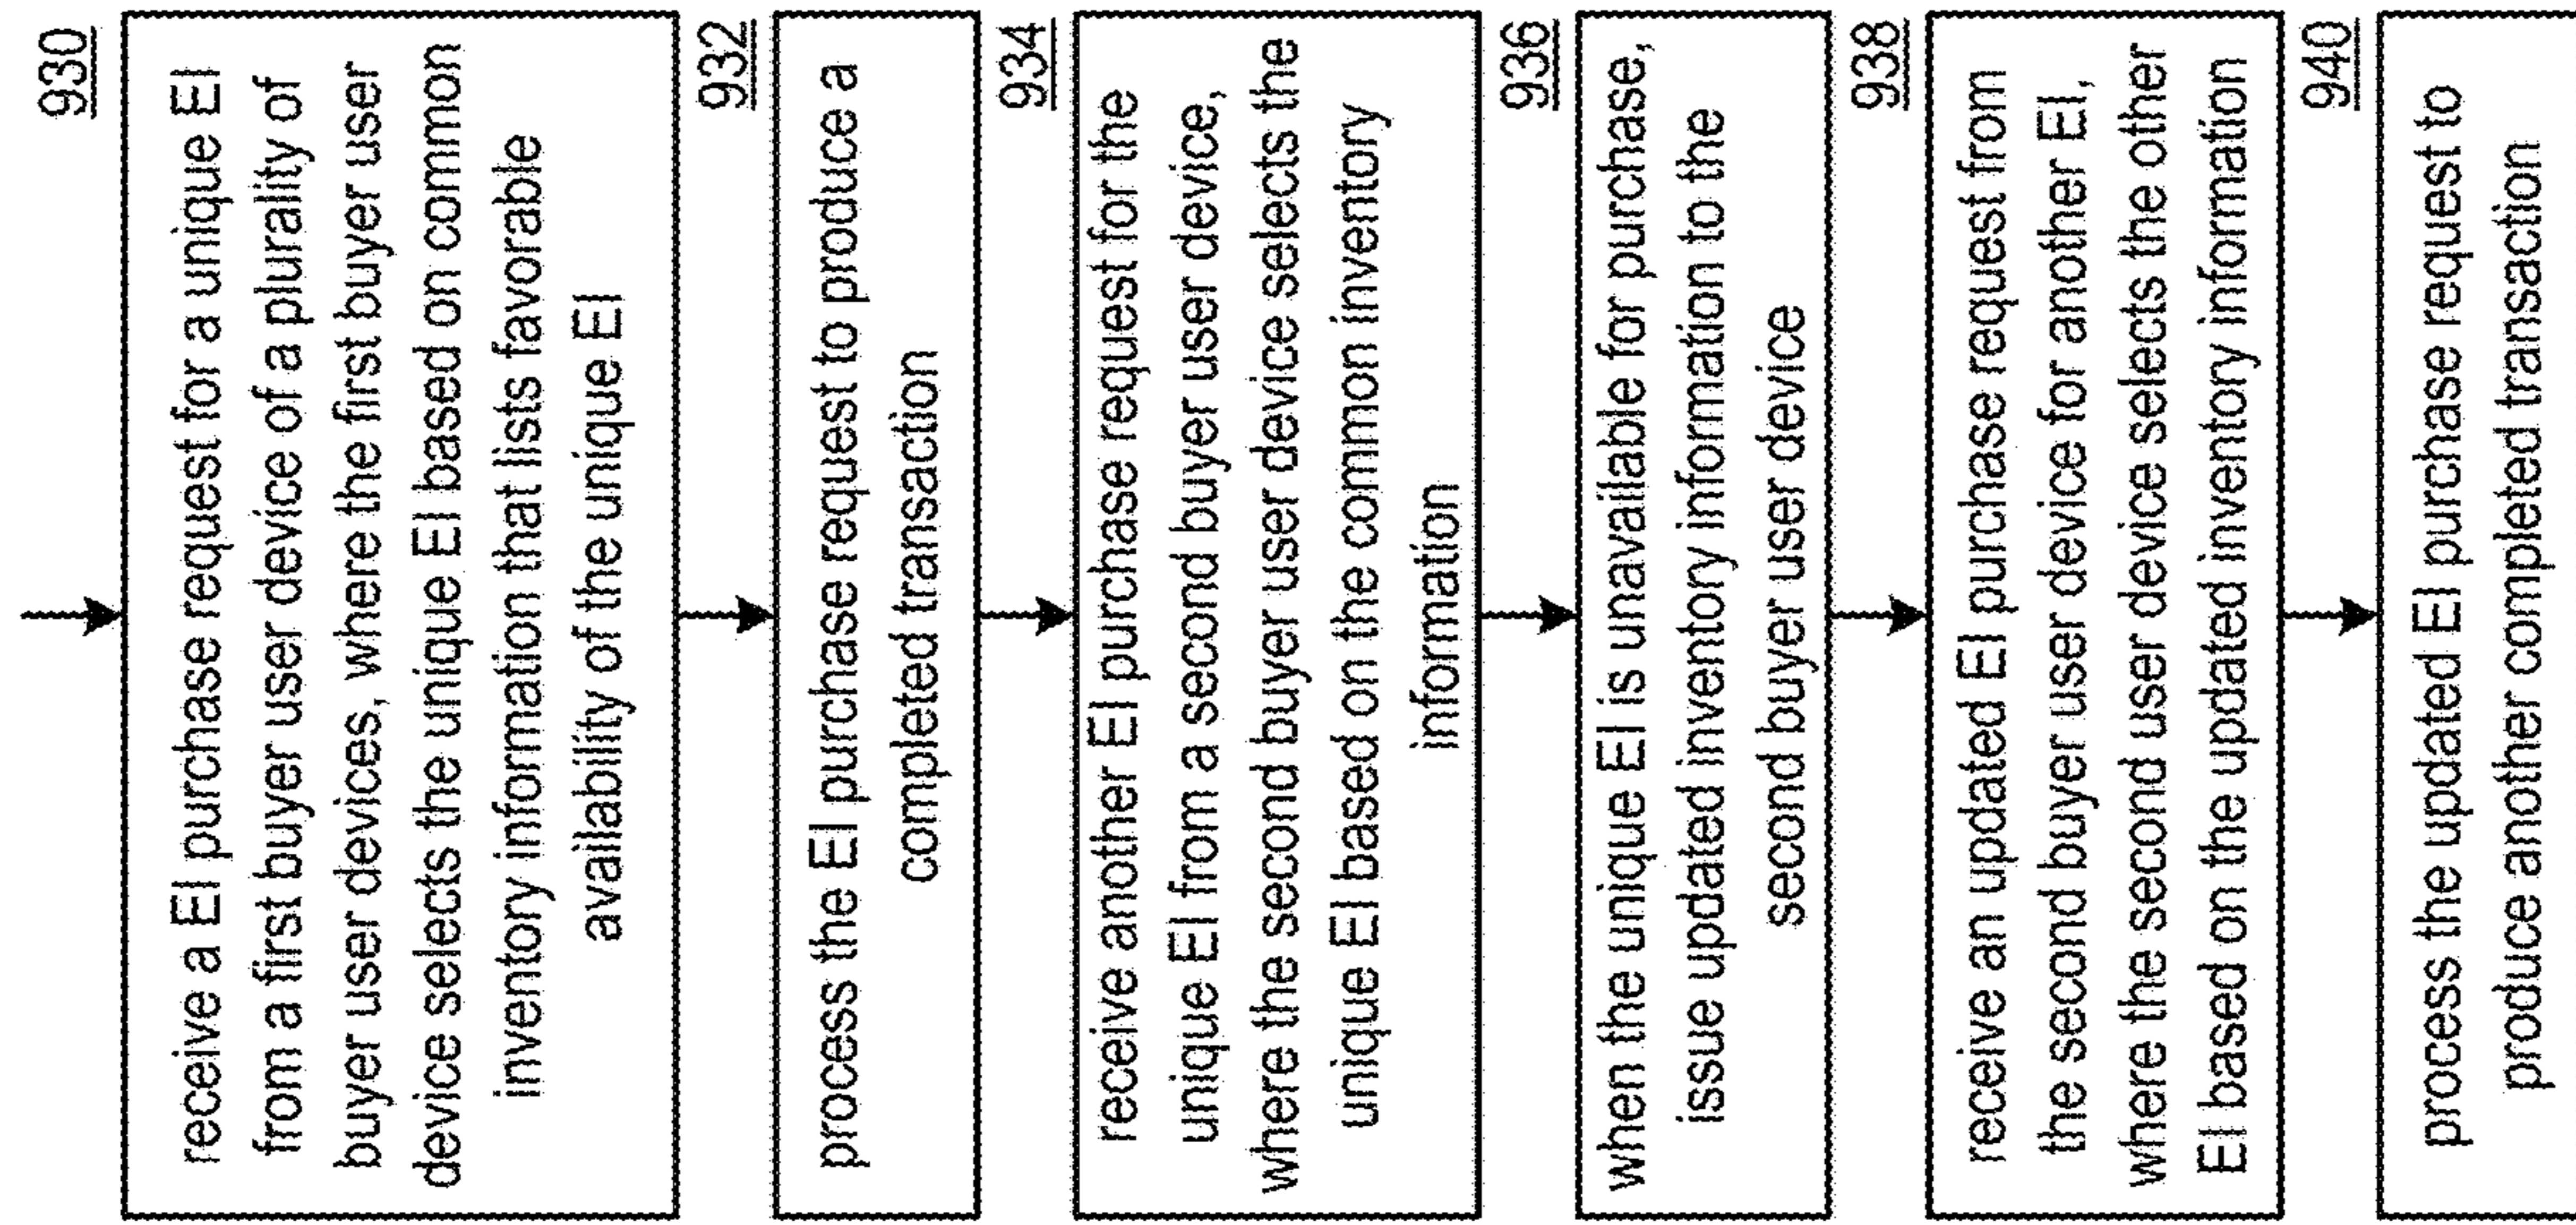 930
receive a EI purchase request for a unique EI
from a first buyer user device of a plurality of
buyer user devices, where the first buyer user
device selects the unique EI based on common
inventory information that lists favorable
availability of the unique EI
932
process the EI purchase request to produce a
completed transaction
934
receive another EI purchase request for the
unique EI from a second buyer user device,
where the second buyer user device selects the
unique EI based on the common inventory
information
936
when the unique EI is unavailable for purchase,
issue updated inventory information to the
second buyer user device
938
receive an updated EI purchase request from
the second buyer user device for another EI,
where the second user device selects the other
EI based on the updated inventory information
940
process the updated EI purchase request to
produce another completed transaction